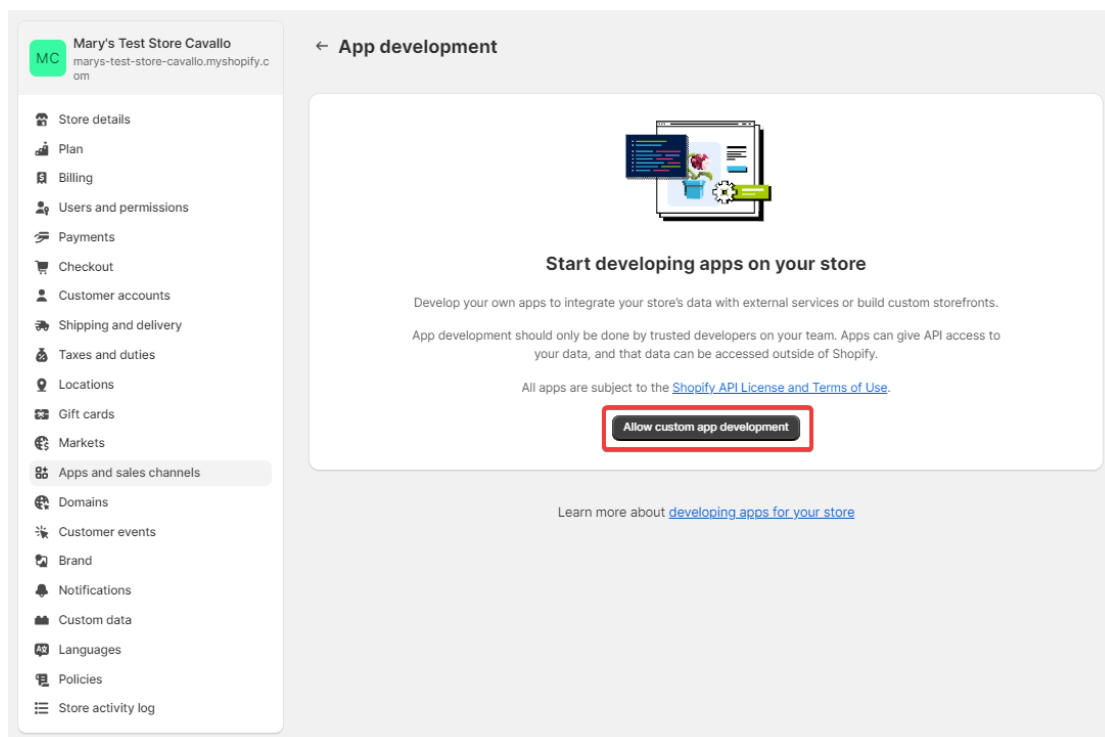 MC
Mary's Test Store Cavallo
marys-test-store-cavallo.myshopify.c
om
Store details
Plan
Billing
Users and permissions
Payments
Checkout
Customer accounts
Shipping and delivery
Taxes and duties
Locations
Gift cards
Markets
Apps and sales channels
Domains
Customer events
Brand
Notifications
Custom data
Languages
Policies
Store activity log
← App development
Start developing apps on your store
Develop your own apps to integrate your store's data with external services or build custom storefronts.
App development should only be done by trusted developers on your team. Apps can give API access to
your data, and that data can be accessed outside of Shopify.
All apps are subject to the Shopify API License and Terms of Use.
Allow custom app development
Learn more about developing apps for your store